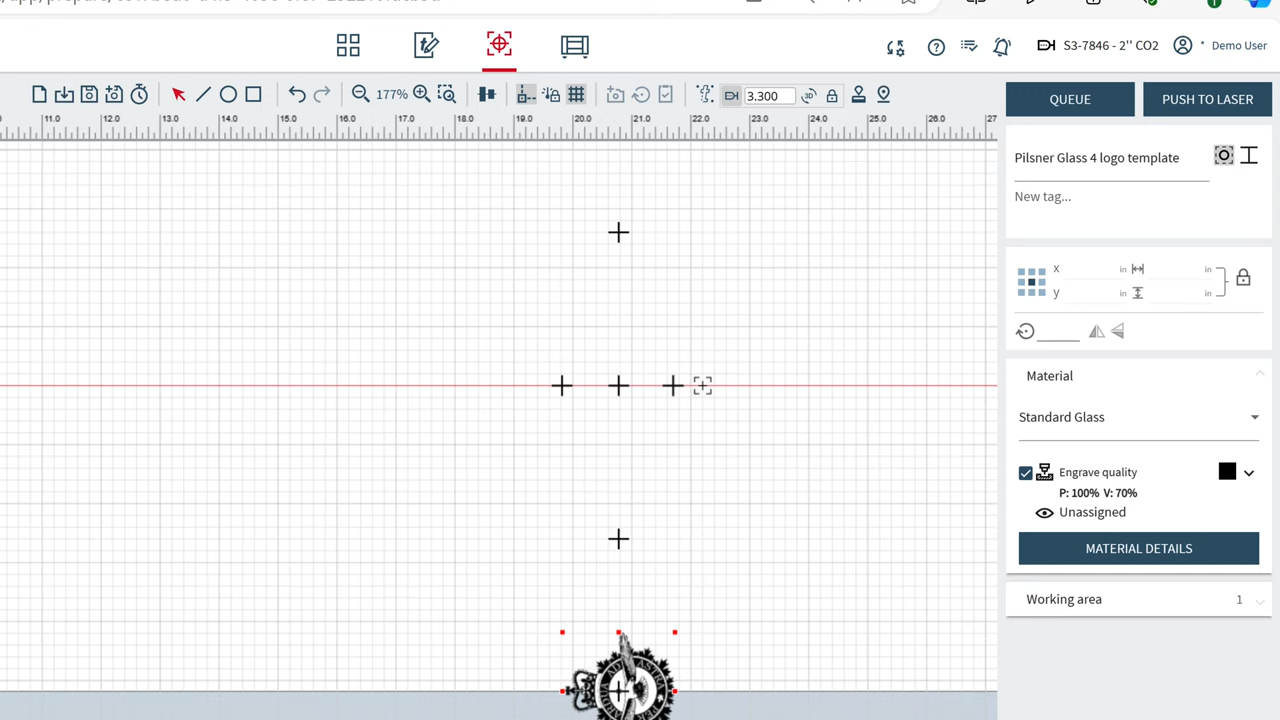 S3-7846 - 2'' CO2
Demo User
177%
3.300
QUEUE
PUSH TO LASER
11.0 12.0 13.0 14.0 15.0 16.0 17.0 18.0 19.0 20.0 21.0 22.0 23.0 24.0 25.0 26.0 27
Pilsner Glass 4 logo template
New tag...
x in in
y in in
Material
Standard Glass
Engrave quality
P: 100% V: 70%
Unassigned
MATERIAL DETAILS
Working area 1
ASTRA